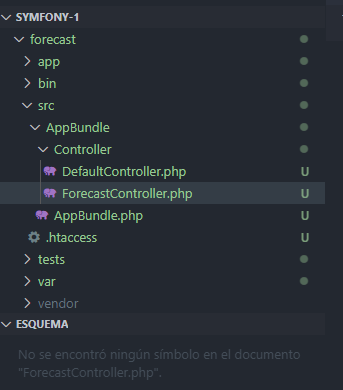 SYMFONY-1
forecast
app
bin
src
AppBundle
Controller
DefaultController.php U
ForecastController.php U
AppBundle.php U
.htaccess U
tests
var
vendor
ESQUEMA
No se encontró ningún símbolo en el documento
"ForecastController.php".